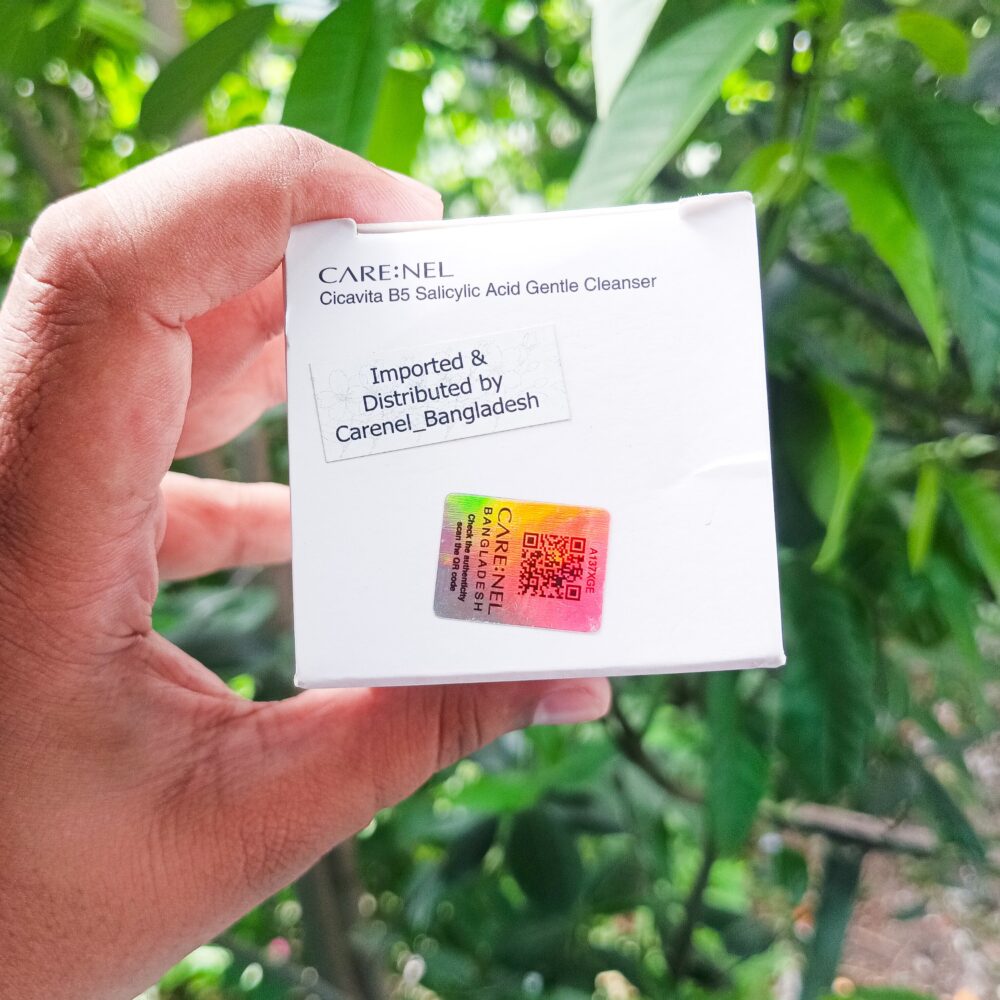 CARE:NEL
Cicavita B5 Salicylic Acid Gentle Cleanser
Imported &
Distributed by
Carenel_Bangladesh
A137XGE
CARE:NEL
BANGLADESH
Check the authenticity
scan the QR code